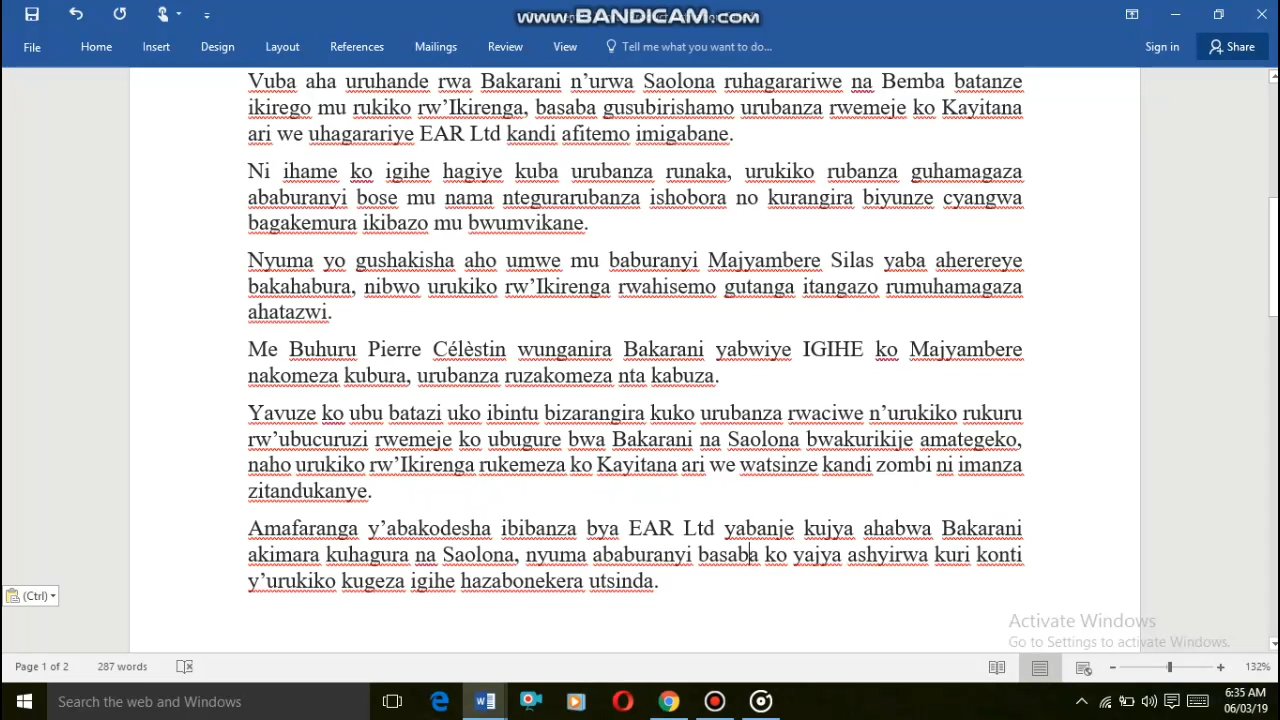 www.BANDICAM.com
File Home Insert Design Layout References Mailings Review View Tell me what you want to do... Sign in Share
Vuba aha uruhande rwa Bakarani n’urwa Saolona ruhagarariwe na Bemba batanze
ikirego mu rukiko rw’Ikirenga, basaba gusubirishamo urubanza rwemeje ko Kayitana
ari we uhagarariye EAR Ltd kandi afitemo imigabane.
Ni ihame ko igihe hagiye kuba urubanza runaka, urukiko rubanza guhamagaza
ababuranyi bose mu nama ntegurarubanza ishobora no kurangira biyunze cyangwa
bagakemura ikibazo mu bwumvikane.
Nyuma yo gushakisha aho umwe mu baburanyi Majyambere Silas yaba aherereye
bakahabura, nibwo urukiko rw’Ikirenga rwahisemo gutanga itangazo rumuhamagaza
ahatazwi.
Me Buhuru Pierre Célèstin wunganira Bakarani yabwiye IGIHE ko Majyambere
nakomeza kubura, urubanza ruzakomeza nta kabuza.
Yavuze ko ubu batazi uko ibintu bizarangira kuko urubanza rwaciwe n’urukiko rukuru
rw’ubucuruzi rwemeje ko ubugure bwa Bakarani na Saolona bwakurikije amategeko,
naho urukiko rw’Ikirenga rukemeza ko Kayitana ari we watsinze kandi zombi ni imanza
zitandukanye.
Amafaranga y’abakodesha ibibanza bya EAR Ltd yabanje kujya ahabwa Bakarani
akimara kuhagura na Saolona, nyuma ababuranyi basaba ko yajya ashyirwa kuri konti
y’urukiko kugeza igihe hazabonekera utsinda.
(Ctrl)
Activate Windows
Go to Settings to activate Windows.
Page 1 of 2 287 words 132%
Search the web and Windows
6:35 AM
06/03/19